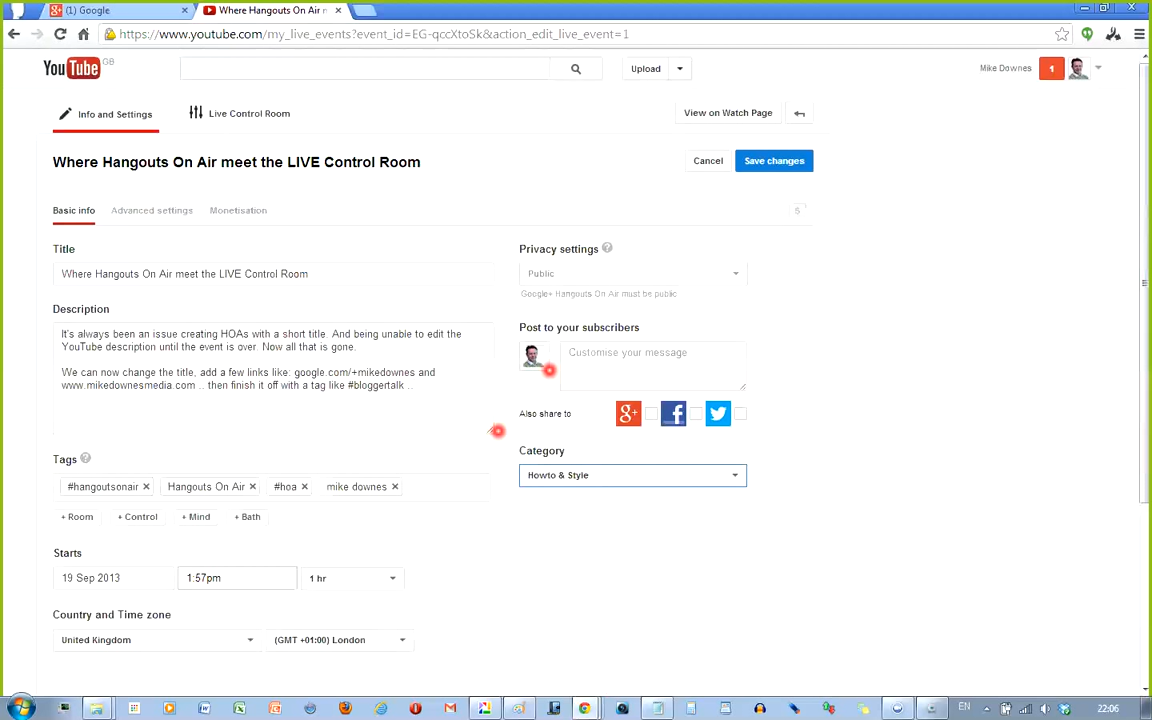 (1) Google
Where Hangouts On Air m
https://www.youtube.com/my_live_events?event_id=EG-qccXtoSk&action_edit_live_event=1
YouTube GB
Upload
Mike Downes
1
Info and Settings
Live Control Room
View on Watch Page
Where Hangouts On Air meet the LIVE Control Room
Cancel
Save changes
Basic info
Advanced settings
Monetisation
5
Title
Where Hangouts On Air meet the LIVE Control Room
Description
It's always been an issue creating HOAs with a short title. And being unable to edit the
YouTube description until the event is over. Now all that is gone.
We can now change the title, add a few links like: google.com/+mikedownes and
www.mikedownesmedia.com .. then finish it off with a tag like #bloggertalk ..
Privacy settings ?
Public
Google+ Hangouts On Air must be public
Post to your subscribers
Customise your message
Also share to
g+
f
Category
Howto & Style
Tags ?
#hangoutsonair ×
Hangouts On Air ×
#hoa ×
mike downes ×
+ Room
+ Control
+ Mind
+ Bath
Starts
19 Sep 2013
1:57pm
1 hr
Country and Time zone
United Kingdom
(GMT +01:00) London
EN
22:06